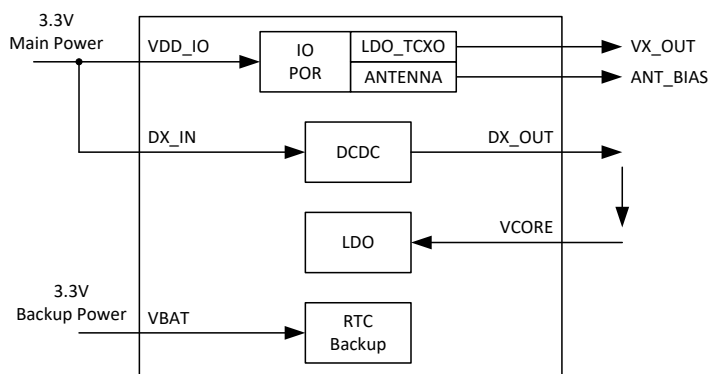 3.3V
Main Power
VDD_IO
IO
POR
LDO_TCXO
ANTENNA
VX_OUT
ANT_BIAS
DX_IN
DCDC
DX_OUT
LDO
VCORE
3.3V
Backup Power
VBAT
RTC
Backup